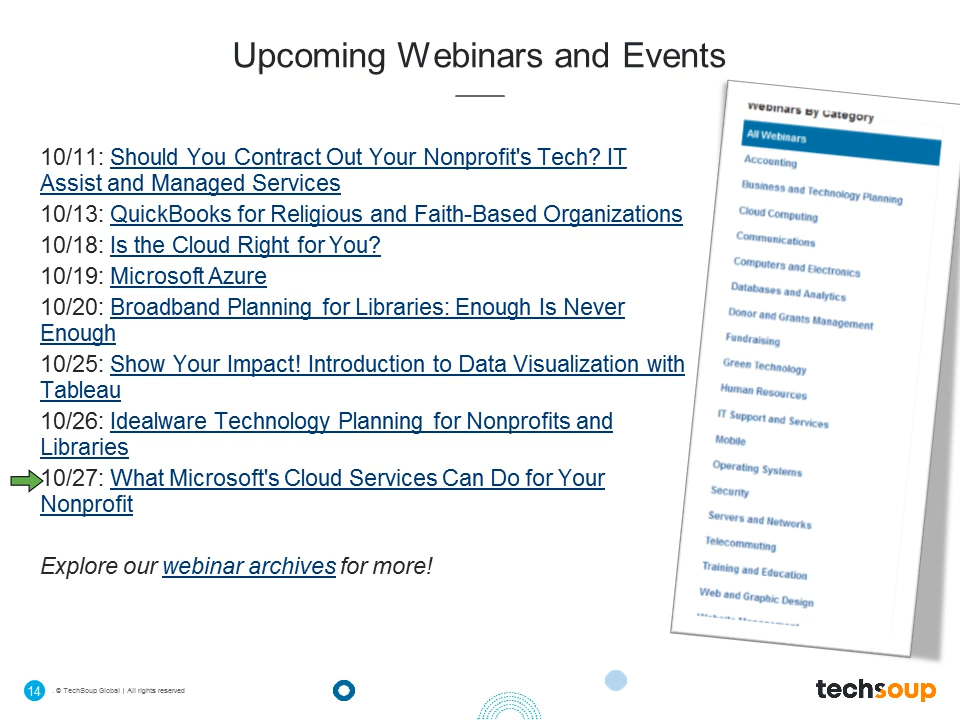 Upcoming Webinars and Events
10/11: Should You Contract Out Your Nonprofit's Tech? IT
Assist and Managed Services
10/13: QuickBooks for Religious and Faith-Based Organizations
10/18: Is the Cloud Right for You?
10/19: Microsoft Azure
10/20: Broadband Planning for Libraries: Enough Is Never
Enough
10/25: Show Your Impact! Introduction to Data Visualization with
Tableau
10/26: Idealware Technology Planning for Nonprofits and
Libraries
10/27: What Microsoft's Cloud Services Can Do for Your
Nonprofit
Explore our webinar archives for more!
Webinars By Category
All Webinars
Accounting
Business and Technology Planning
Cloud Computing
Communications
Computers and Electronics
Databases and Analytics
Donor and Grants Management
Fundraising
Green Technology
Human Resources
IT Support and Services
Mobile
Operating Systems
Security
Servers and Networks
Telecommuting
Training and Education
Web and Graphic Design
Website Management
14 . © TechSoup Global | All rights reserved
techsoup